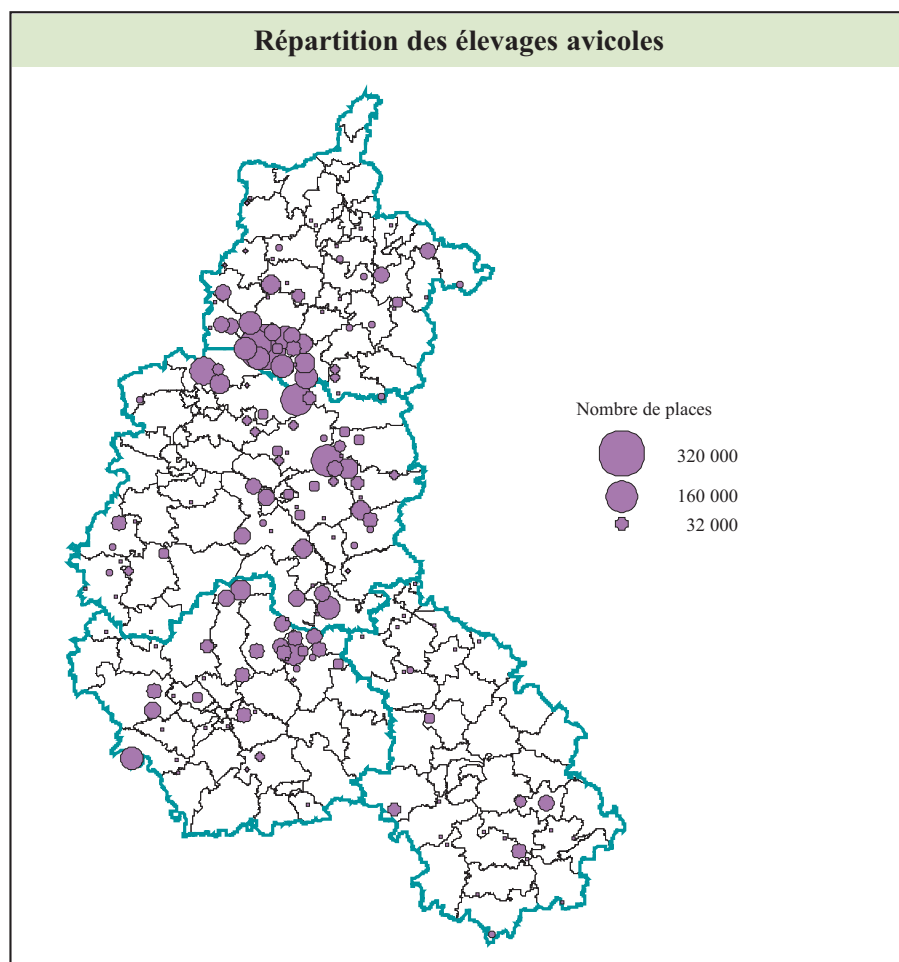 Répartition des élevages avicoles
Nombre de places
320 000
160 000
32 000